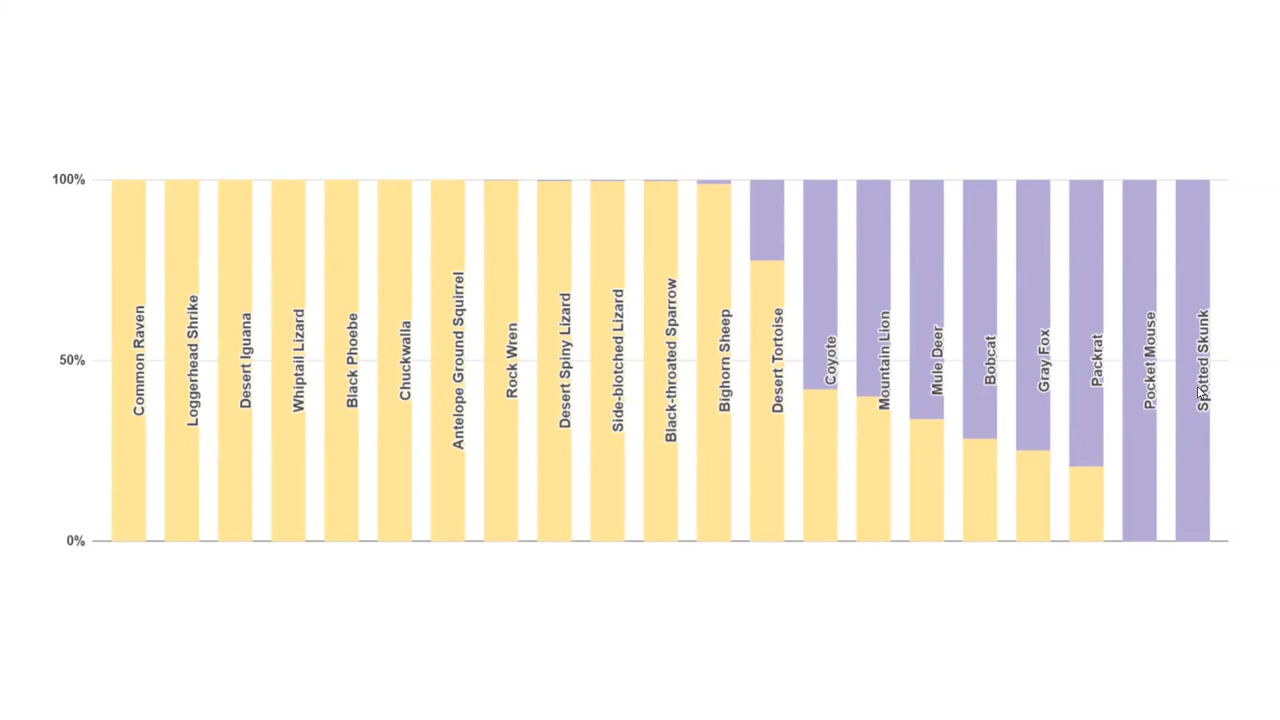 100%
50%
0%
Common Raven
Loggerhead Shrike
Desert Iguana
Whiptail Lizard
Black Phoebe
Chuckwalla
Antelope Ground Squirrel
Rock Wren
Desert Spiny Lizard
Side-blotched Lizard
Black-throated Sparrow
Bighorn Sheep
Desert Tortoise
Coyote
Mountain Lion
Mule Deer
Bobcat
Gray Fox
Packrat
Pocket Mouse
Spotted Skunk